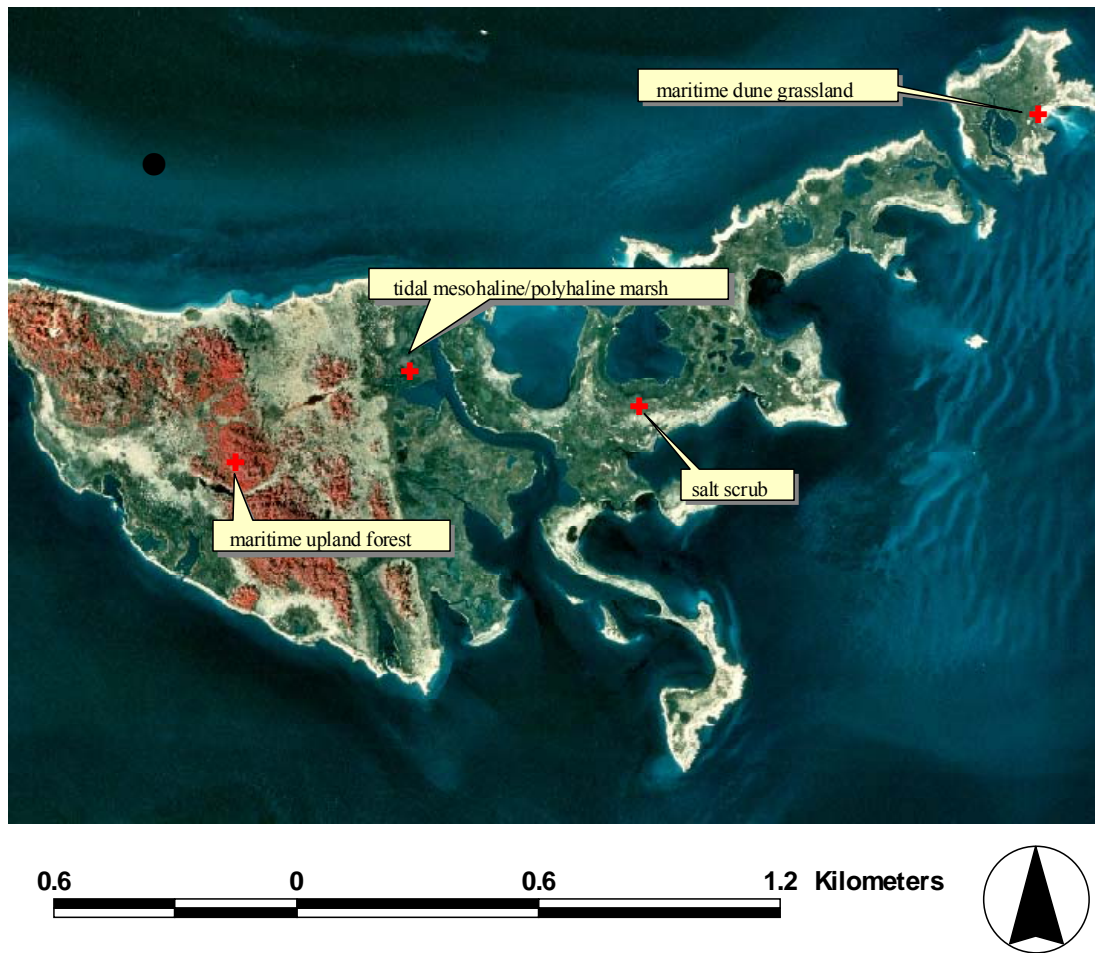 maritime dune grassland
tidal mesohaline/polyhaline marsh
salt scrub
maritime upland forest
0.6 0 0.6 1.2 Kilometers